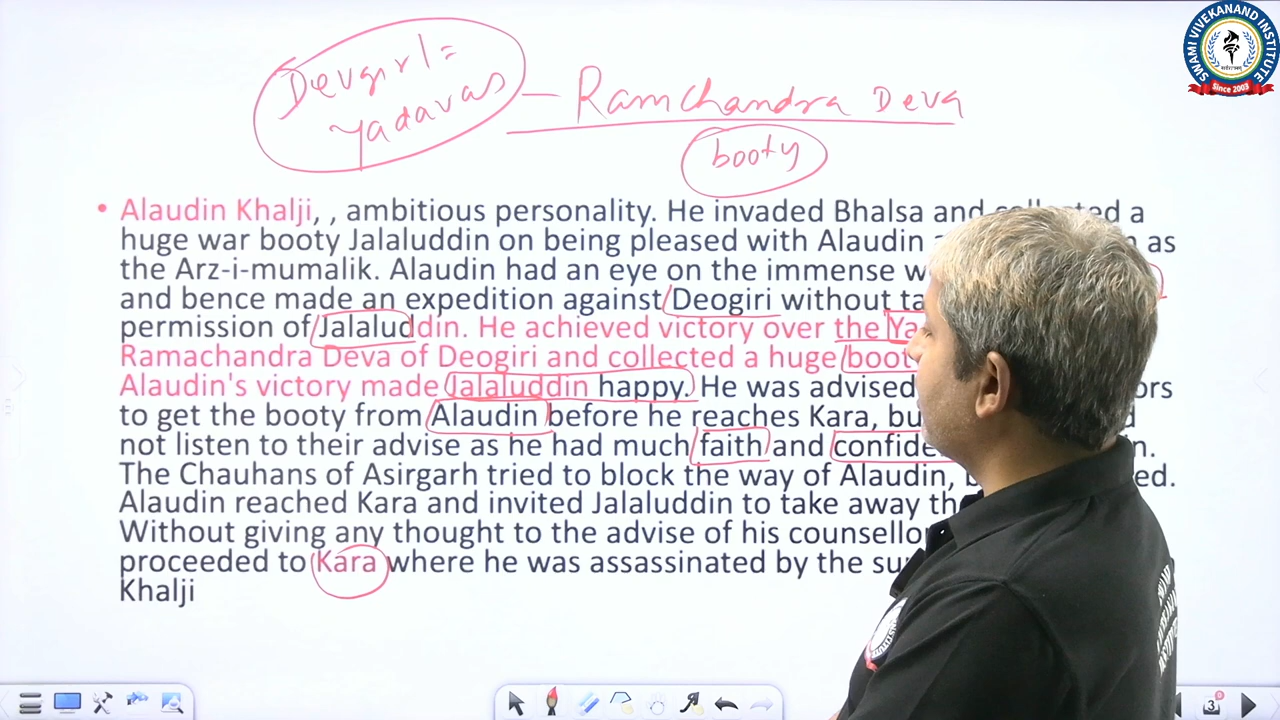 Devgiri =
Yadavas
— Ramchandra Deva
booty
SWAMI VIVEKANAND INSTITUTE
Since 2003
• Alaudin Khalji, , ambitious personality. He invaded Bhalsa and collected a
huge war booty Jalaluddin on being pleased with Alaudin as
the Arz-i-mumalik. Alaudin had an eye on the immense
and bence made an expedition against Deogiri without
permission of Jalaluddin. He achieved victory over the
Ramachandra Deva of Deogiri and collected a huge
Alaudin's victory made Jalaluddin happy. He was advised
to get the booty from Alaudin before he reaches Kara,
not listen to their advise as he had much faith and
The Chauhans of Asirgarh tried to block the way of Alaudin,
Alaudin reached Kara and invited Jalaluddin to take away
Without giving any thought to the advise of his
proceeded to Kara where he was assassinated by the
Khalji
3